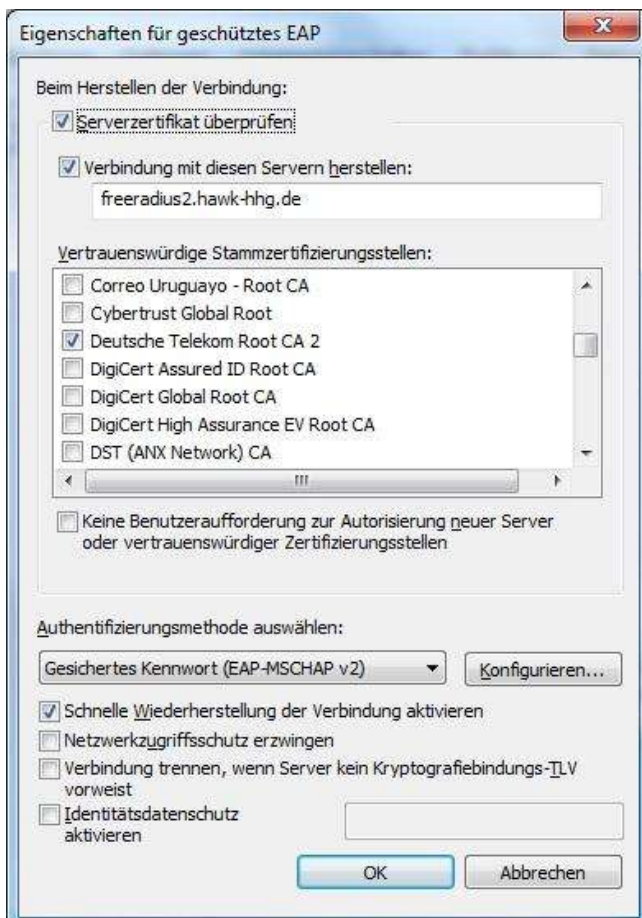 Eigenschaften für geschütztes EAP
Beim Herstellen der Verbindung:
Serverzertifikat überprüfen
Verbindung mit diesen Servern herstellen:
freeradius2.hawk-hhg.de
Vertrauenswürdige Stammzertifizierungsstellen:
Correo Uruguayo - Root CA
Cybertrust Global Root
Deutsche Telekom Root CA 2
DigiCert Assured ID Root CA
DigiCert Global Root CA
DigiCert High Assurance EV Root CA
DST (ANX Network) CA
Keine Benutzeraufforderung zur Autorisierung neuer Server
oder vertrauenswürdiger Zertifizierungsstellen
Authentifizierungsmethode auswählen:
Gesichertes Kennwort (EAP-MSCHAP v2)
Konfigurieren...
Schnelle Wiederherstellung der Verbindung aktivieren
Netzwerkzugriffsschutz erzwingen
Verbindung trennen, wenn Server kein Kryptografiebindungs-TLV
vorweist
Identitätsdatenschutz
aktivieren
OK
Abbrechen